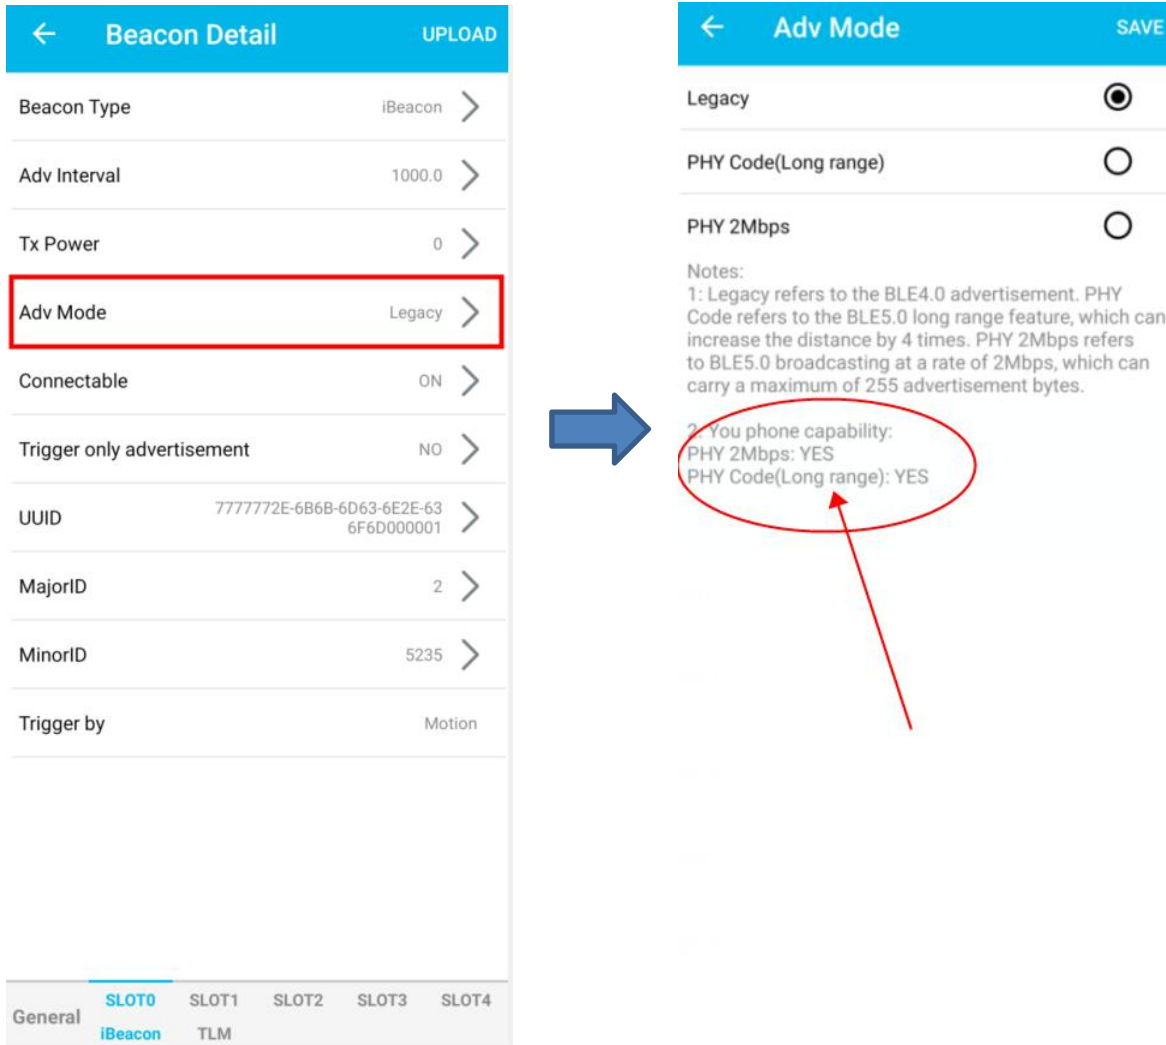 Beacon Detail UPLOAD
Beacon Type iBeacon
Adv Interval 1000.0
Tx Power 0
Adv Mode Legacy
Connectable ON
Trigger only advertisement NO
UUID 7777772E-6B6B-6D63-6E2E-63
6F6D000001
MajorID 2
MinorID 5235
Trigger by Motion
General
SLOT0 SLOT1 SLOT2 SLOT3 SLOT4
iBeacon TLM
Adv Mode SAVE
Legacy
PHY Code(Long range)
PHY 2Mbps
Notes:
1: Legacy refers to the BLE4.0 advertisement. PHY
Code refers to the BLE5.0 long range feature, which can
increase the distance by 4 times. PHY 2Mbps refers
to BLE5.0 broadcasting at a rate of 2Mbps, which can
carry a maximum of 255 advertisement bytes.
2: You phone capability:
PHY 2Mbps: YES
PHY Code(Long range): YES